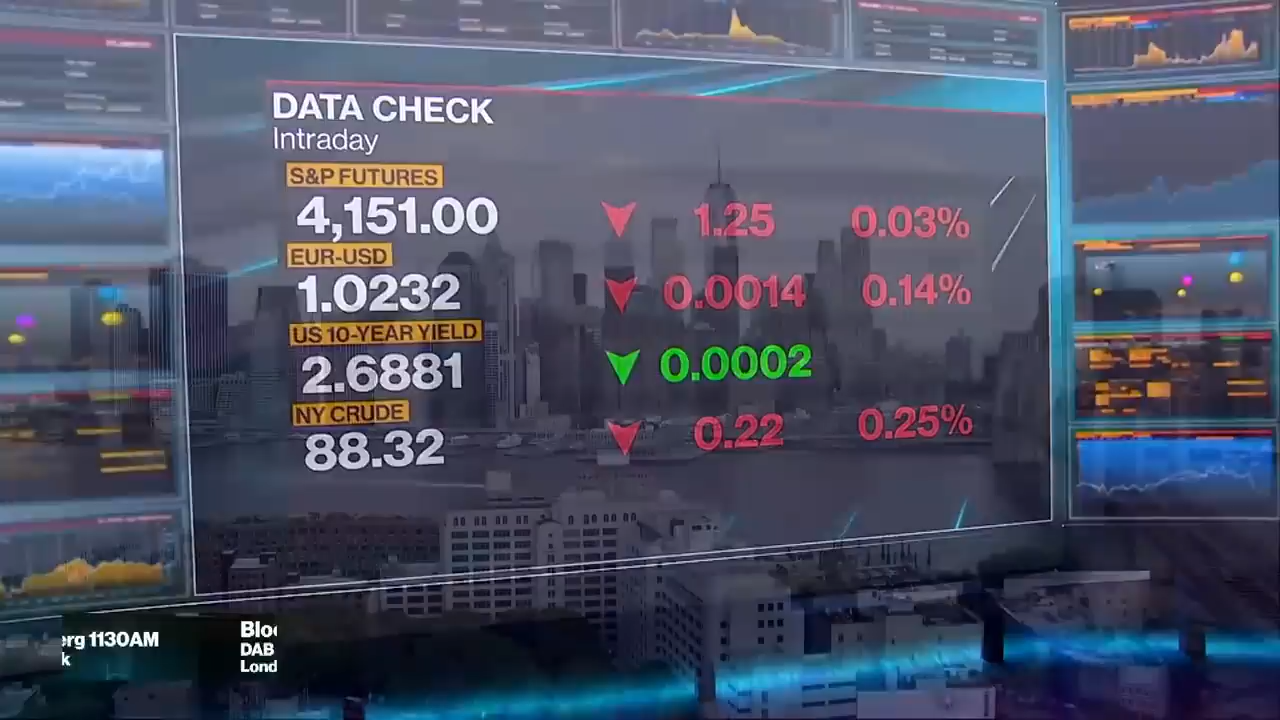 DATA CHECK
Intraday
S&P FUTURES
4,151.00 1.25 0.03%
EUR-USD
1.0232 0.0014 0.14%
US 10-YEAR YIELD
2.6881 0.0002
NY CRUDE
88.32 0.22 0.25%
erg 1130AM
k
Bloo
DAB
Lond